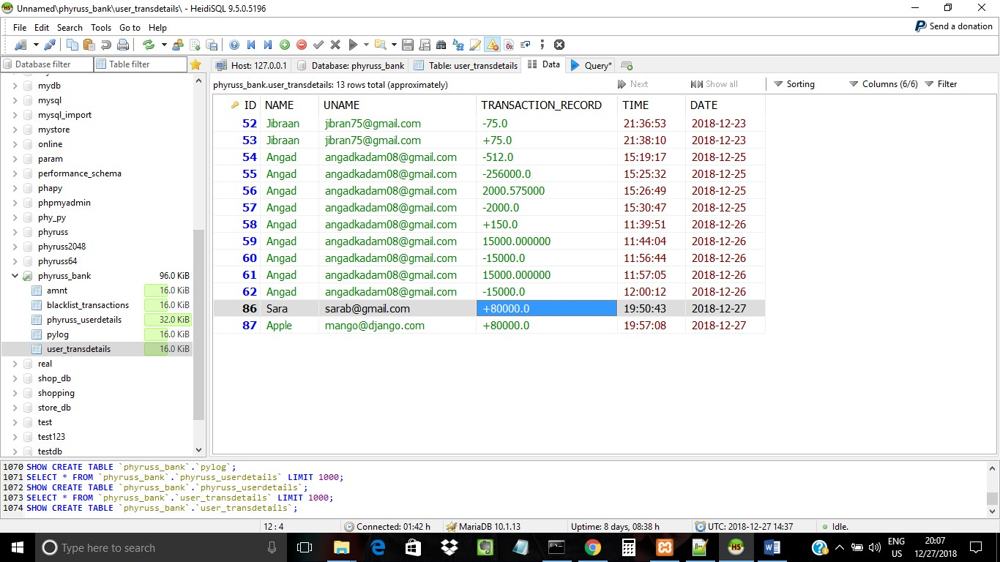 Unnamed\phyruss_bank\user_transdetails\ - HeidiSQL 9.5.0.5196
File Edit Search Tools Go to Help
Send a donation
Database filter Table filter
Host: 127.0.0.1 Database: phyruss_bank Table: user_transdetails Data Query*
phyruss_bank.user_transdetails: 13 rows total (approximately) Next Show all Sorting Columns (6/6) Filter
mydb
mysql
mysql_import
mystore
online
param
performance_schema
phapy
phpmyadmin
phy_py
phyruss
phyruss2048
phyruss64
phyruss_bank 96.0 KiB
amnt 16.0 KiB
blacklist_transactions 16.0 KiB
phyruss_userdetails 32.0 KiB
pylog 16.0 KiB
user_transdetails 16.0 KiB
real
shop_db
shopping
store_db
test
test123
testdb
ID NAME UNAME TRANSACTION_RECORD TIME DATE
52 Jibraan jibran75@gmail.com -75.0 21:36:53 2018-12-23
53 Jibraan jibran75@gmail.com +75.0 21:38:10 2018-12-23
54 Angad angadkadam08@gmail.com -512.0 15:19:17 2018-12-25
55 Angad angadkadam08@gmail.com -256000.0 15:25:32 2018-12-25
56 Angad angadkadam08@gmail.com 2000.575000 15:26:49 2018-12-25
57 Angad angadkadam08@gmail.com -2000.0 15:30:47 2018-12-25
58 Angad angadkadam08@gmail.com +150.0 11:39:51 2018-12-26
59 Angad angadkadam08@gmail.com 15000.000000 11:44:04 2018-12-26
60 Angad angadkadam08@gmail.com -15000.0 11:56:44 2018-12-26
61 Angad angadkadam08@gmail.com 15000.000000 11:57:05 2018-12-26
62 Angad angadkadam08@gmail.com -15000.0 12:00:12 2018-12-26
86 Sara sarab@gmail.com +80000.0 19:50:43 2018-12-27
87 Apple mango@django.com +80000.0 19:57:08 2018-12-27
1070 SHOW CREATE TABLE `phyruss_bank`.`pylog`;
1071 SELECT * FROM `phyruss_bank`.`phyruss_userdetails` LIMIT 1000;
1072 SHOW CREATE TABLE `phyruss_bank`.`phyruss_userdetails`;
1073 SELECT * FROM `phyruss_bank`.`user_transdetails` LIMIT 1000;
1074 SHOW CREATE TABLE `phyruss_bank`.`user_transdetails`;
12 : 4 Connected: 01:42 h MariaDB 10.1.13 Uptime: 8 days, 08:38 h UTC: 2018-12-27 14:37 Idle.
Type here to search
ENG
US
20:07
12/27/2018